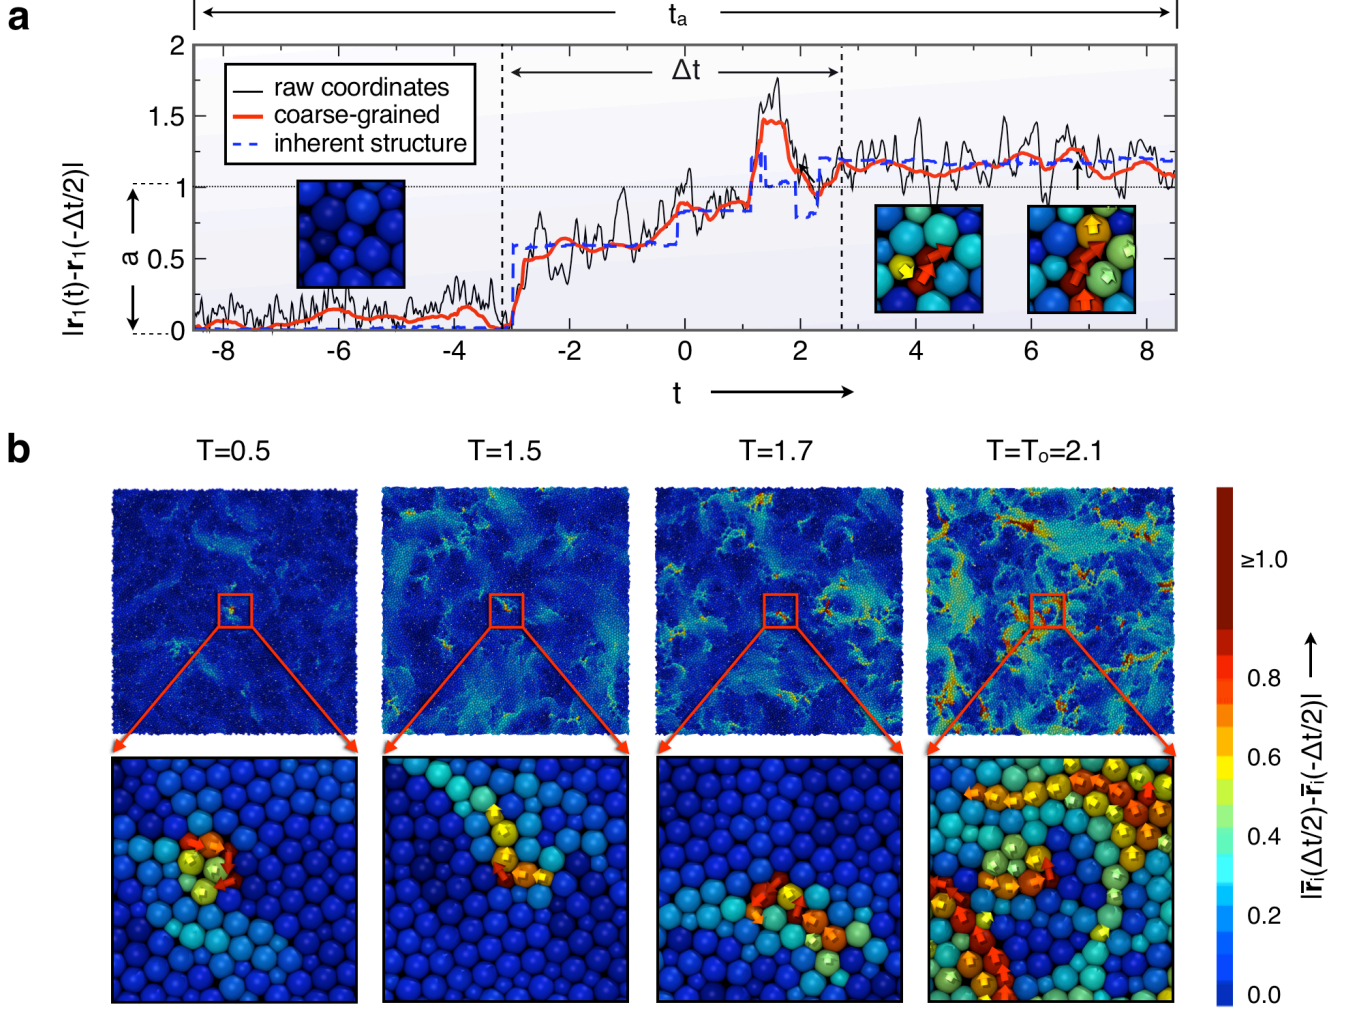 a
tₐ
2
1.5
1
0.5
0
Δt
raw coordinates
coarse-grained
inherent structure
|r₁(t)-r₁(-Δt/2)|
a
-8 -6 -4 -2 0 2 4 6 8
t
b
T=0.5 T=1.5 T=1.7 T=Tₒ=2.1
≥1.0
0.8
0.6
0.4
0.2
0.0
|r̅ᵢ(Δt/2)-r̅ᵢ(-Δt/2)|